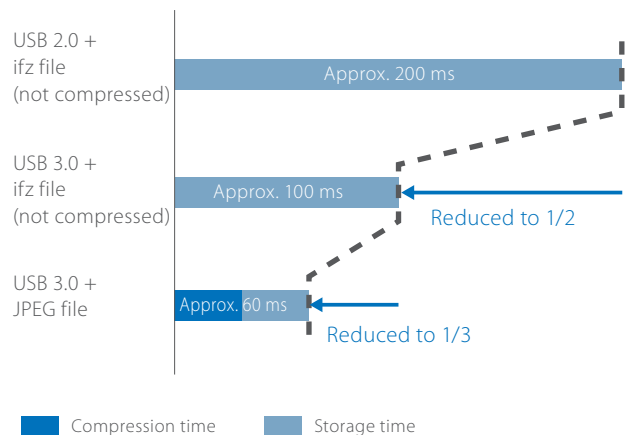 USB 2.0 +
ifz file
(not compressed)
Approx. 200 ms
USB 3.0 +
ifz file
(not compressed)
Approx. 100 ms
Reduced to 1/2
USB 3.0 +
JPEG file
Approx. 60 ms
Reduced to 1/3
Compression time
Storage time